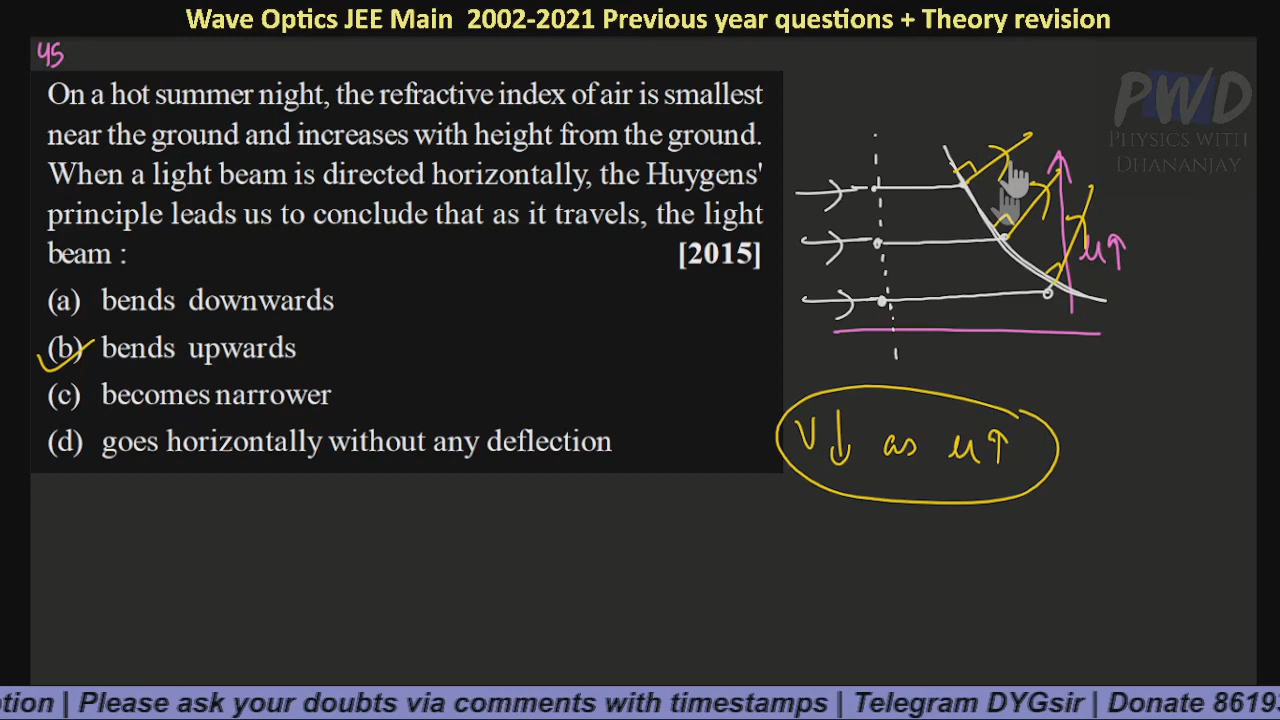 Wave Optics JEE Main 2002-2021 Previous year questions + Theory revision
45
On a hot summer night, the refractive index of air is smallest
near the ground and increases with height from the ground.
When a light beam is directed horizontally, the Huygens'
principle leads us to conclude that as it travels, the light
beam : [2015]
(a) bends downwards
(b) bends upwards
(c) becomes narrower
(d) goes horizontally without any deflection
PWD
PHYSICS WITH
DHANANJAY
μ↑
V↓ as μ↑
ption | Please ask your doubts via comments with timestamps | Telegram DYGsir | Donate 8619